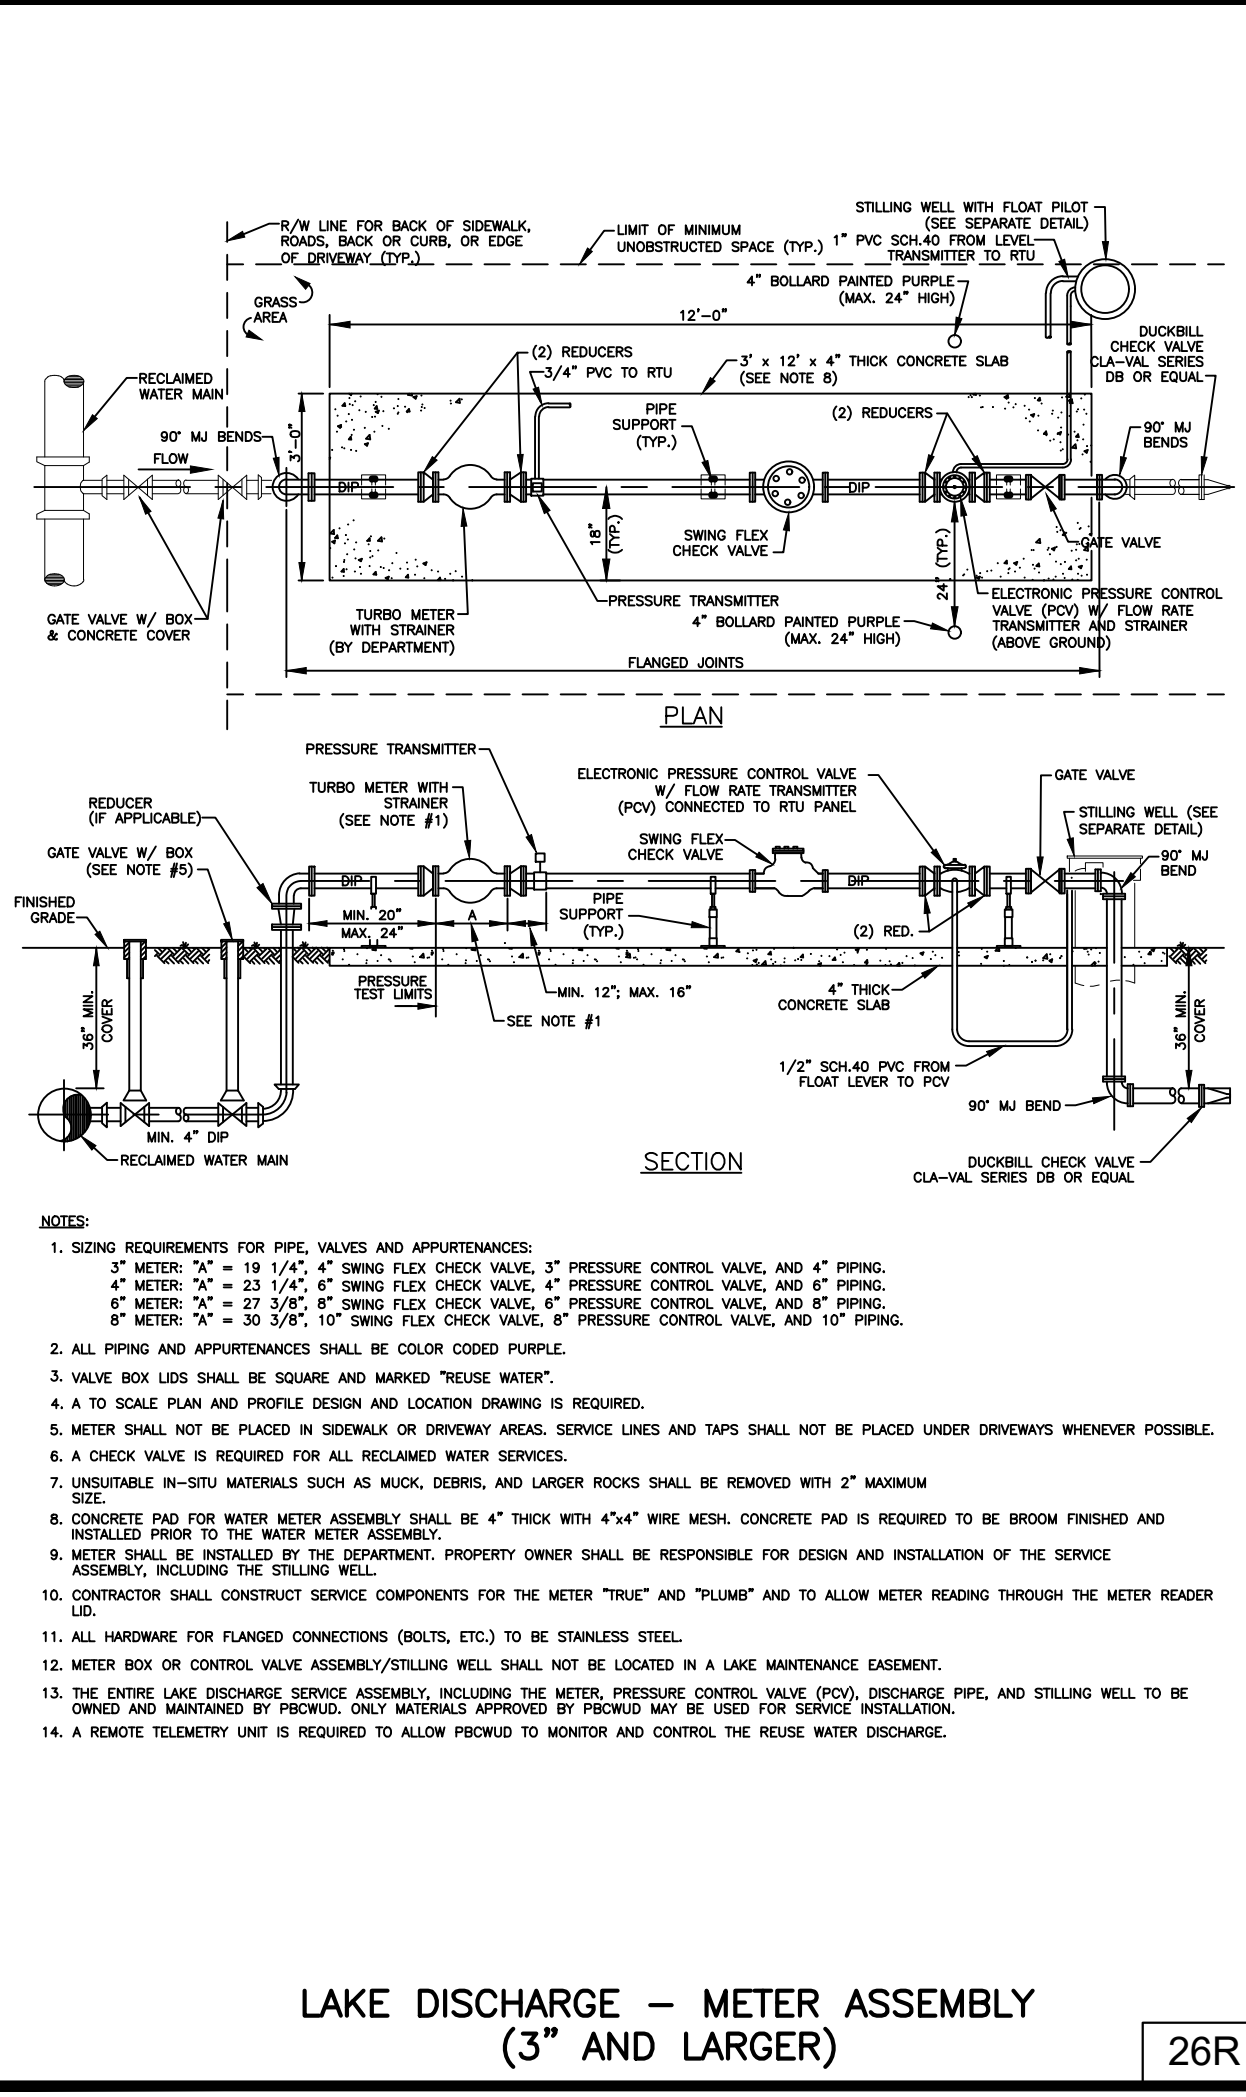 R/W LINE FOR BACK OF SIDEWALK,
ROADS, BACK OR CURB, OR EDGE
OF DRIVEWAY (TYP.)
LIMIT OF MINIMUM
UNOBSTRUCTED SPACE (TYP.)
STILLING WELL WITH FLOAT PILOT
(SEE SEPARATE DETAIL)
1" PVC SCH.40 FROM LEVEL
TRANSMITTER TO RTU
GRASS
AREA
4" BOLLARD PAINTED PURPLE
(MAX. 24" HIGH)
12'-0"
DUCKBILL
CHECK VALVE
CLA-VAL SERIES
DB OR EQUAL
(2) REDUCERS
3/4" PVC TO RTU
3' x 12' x 4" THICK CONCRETE SLAB
(SEE NOTE 8)
RECLAIMED
WATER MAIN
PIPE
SUPPORT
(TYP.)
(2) REDUCERS
90° MJ BENDS
3'-0"
90° MJ
BENDS
FLOW
DIP
DIP
18"
(TYP.)
SWING FLEX
CHECK VALVE
24" (TYP.)
GATE VALVE
GATE VALVE W/ BOX
& CONCRETE COVER
TURBO METER
WITH STRAINER
(BY DEPARTMENT)
PRESSURE TRANSMITTER
4" BOLLARD PAINTED PURPLE
(MAX. 24" HIGH)
ELECTRONIC PRESSURE CONTROL
VALVE (PCV) W/ FLOW RATE
TRANSMITTER AND STRAINER
(ABOVE GROUND)
FLANGED JOINTS
PLAN
PRESSURE TRANSMITTER
TURBO METER WITH
STRAINER
(SEE NOTE #1)
ELECTRONIC PRESSURE CONTROL VALVE
W/ FLOW RATE TRANSMITTER
(PCV) CONNECTED TO RTU PANEL
GATE VALVE
REDUCER
(IF APPLICABLE)
STILLING WELL (SEE
SEPARATE DETAIL)
GATE VALVE W/ BOX
(SEE NOTE #5)
SWING FLEX
CHECK VALVE
90° MJ
BEND
FINISHED
GRADE
DIP
DIP
MIN. 20"
MAX. 24"
A
PIPE
SUPPORT
(TYP.)
(2) RED.
PRESSURE
TEST LIMITS
MIN. 12"; MAX. 16"
SEE NOTE #1
4" THICK
CONCRETE SLAB
36" MIN.
COVER
36" MIN.
COVER
1/2" SCH.40 PVC FROM
FLOAT LEVER TO PCV
90° MJ BEND
MIN. 4" DIP
RECLAIMED WATER MAIN
DUCKBILL CHECK VALVE
CLA-VAL SERIES DB OR EQUAL
SECTION
NOTES:
1. SIZING REQUIREMENTS FOR PIPE, VALVES AND APPURTENANCES:
3" METER: "A" = 19 1/4", 4" SWING FLEX CHECK VALVE, 3" PRESSURE CONTROL VALVE, AND 4" PIPING.
4" METER: "A" = 23 1/4", 6" SWING FLEX CHECK VALVE, 4" PRESSURE CONTROL VALVE, AND 6" PIPING.
6" METER: "A" = 27 3/8", 8" SWING FLEX CHECK VALVE, 6" PRESSURE CONTROL VALVE, AND 8" PIPING.
8" METER: "A" = 30 3/8", 10" SWING FLEX CHECK VALVE, 8" PRESSURE CONTROL VALVE, AND 10" PIPING.
2. ALL PIPING AND APPURTENANCES SHALL BE COLOR CODED PURPLE.
3. VALVE BOX LIDS SHALL BE SQUARE AND MARKED "REUSE WATER".
4. A TO SCALE PLAN AND PROFILE DESIGN AND LOCATION DRAWING IS REQUIRED.
5. METER SHALL NOT BE PLACED IN SIDEWALK OR DRIVEWAY AREAS. SERVICE LINES AND TAPS SHALL NOT BE PLACED UNDER DRIVEWAYS WHENEVER POSSIBLE.
6. A CHECK VALVE IS REQUIRED FOR ALL RECLAIMED WATER SERVICES.
7. UNSUITABLE IN-SITU MATERIALS SUCH AS MUCK, DEBRIS, AND LARGER ROCKS SHALL BE REMOVED WITH 2" MAXIMUM
SIZE.
8. CONCRETE PAD FOR WATER METER ASSEMBLY SHALL BE 4" THICK WITH 4"x4" WIRE MESH. CONCRETE PAD IS REQUIRED TO BE BROOM FINISHED AND
INSTALLED PRIOR TO THE WATER METER ASSEMBLY.
9. METER SHALL BE INSTALLED BY THE DEPARTMENT. PROPERTY OWNER SHALL BE RESPONSIBLE FOR DESIGN AND INSTALLATION OF THE SERVICE
ASSEMBLY, INCLUDING THE STILLING WELL.
10. CONTRACTOR SHALL CONSTRUCT SERVICE COMPONENTS FOR THE METER "TRUE" AND "PLUMB" AND TO ALLOW METER READING THROUGH THE METER READER
LID.
11. ALL HARDWARE FOR FLANGED CONNECTIONS (BOLTS, ETC.) TO BE STAINLESS STEEL.
12. METER BOX OR CONTROL VALVE ASSEMBLY/STILLING WELL SHALL NOT BE LOCATED IN A LAKE MAINTENANCE EASEMENT.
13. THE ENTIRE LAKE DISCHARGE SERVICE ASSEMBLY, INCLUDING THE METER, PRESSURE CONTROL VALVE (PCV), DISCHARGE PIPE, AND STILLING WELL TO BE
OWNED AND MAINTAINED BY PBCWUD. ONLY MATERIALS APPROVED BY PBCWUD MAY BE USED FOR SERVICE INSTALLATION.
14. A REMOTE TELEMETRY UNIT IS REQUIRED TO ALLOW PBCWUD TO MONITOR AND CONTROL THE REUSE WATER DISCHARGE.
LAKE DISCHARGE - METER ASSEMBLY
(3" AND LARGER)
26R